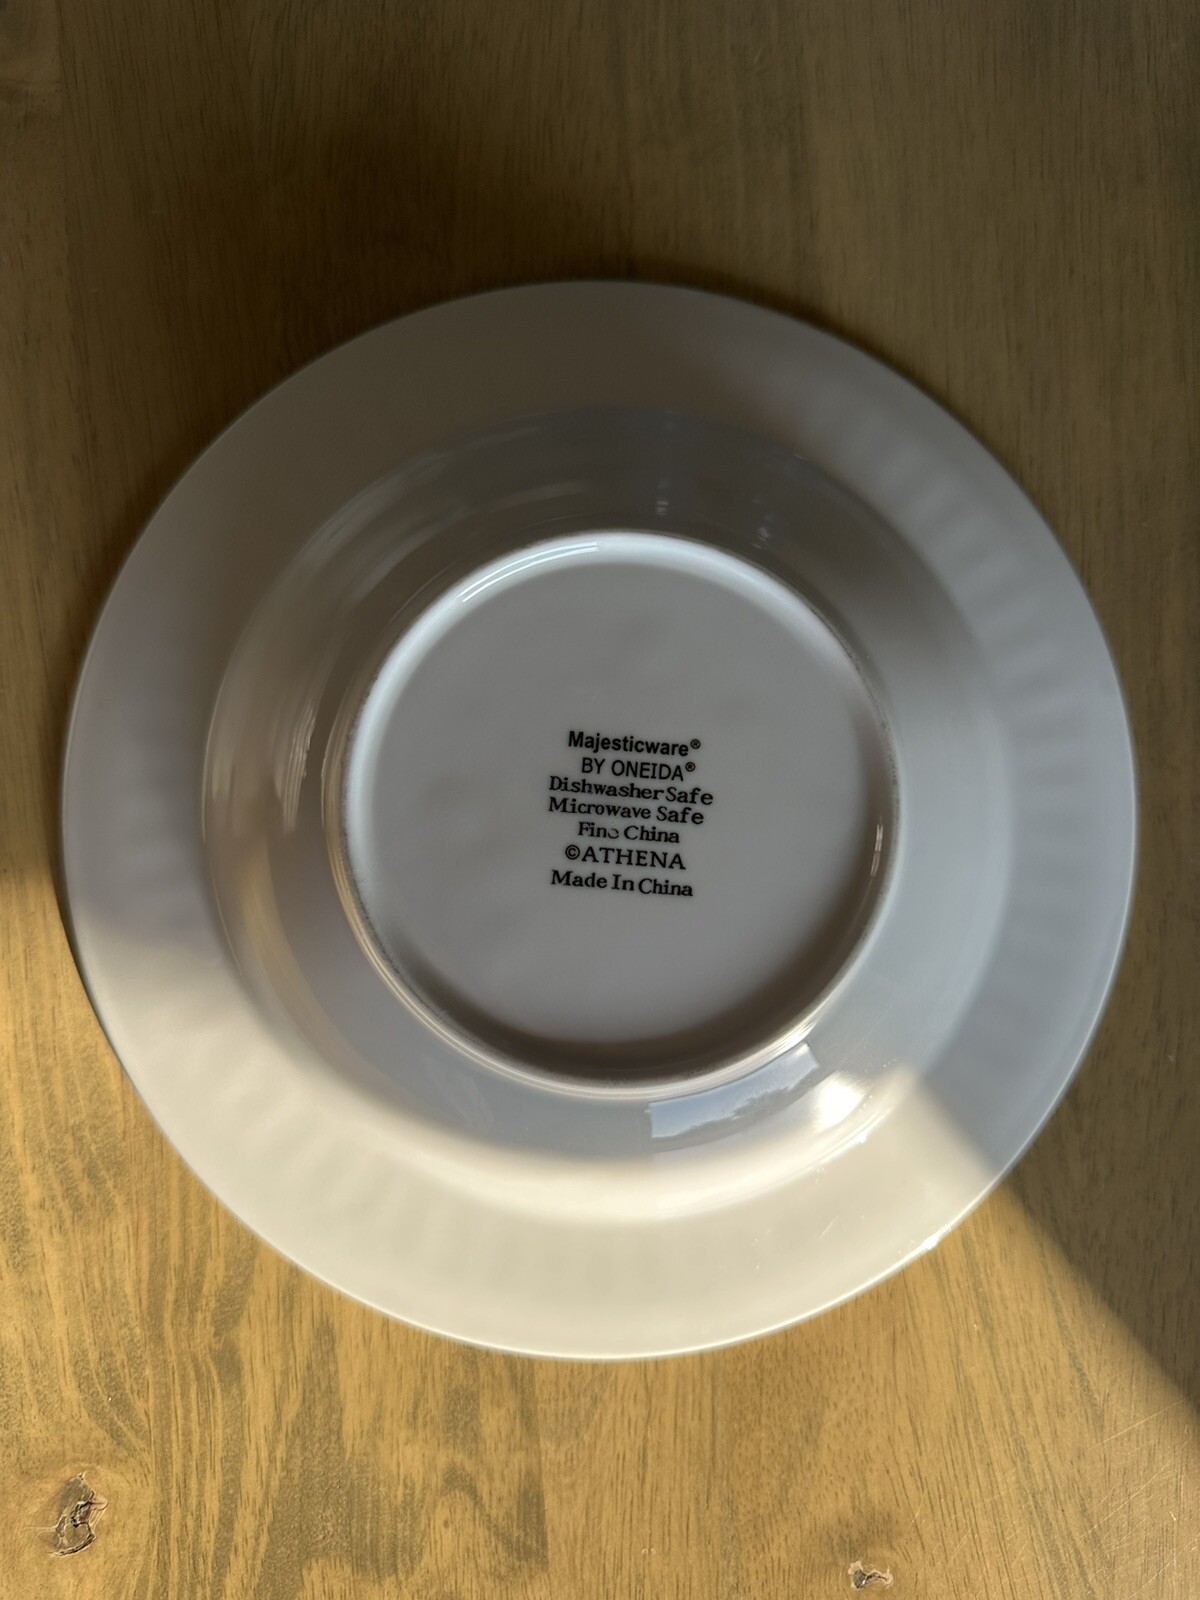 Majesticware®
BY ONEIDA®
Dishwasher Safe
Microwave Safe
Fine China
©ATHENA
Made In China